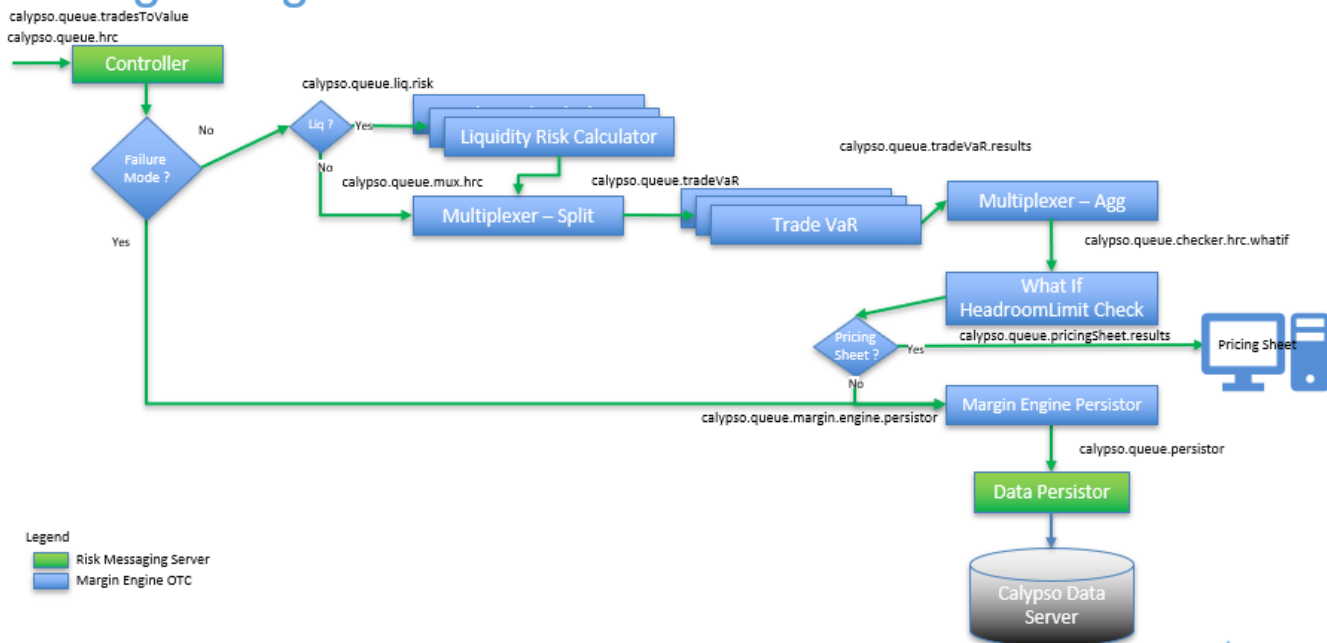 calypso.queue.tradesToValue
calypso.queue.hrc
Controller
calypso.queue.liq.risk
No
Liq ?
Yes
Liquidity Risk Calculator
Failure
Mode ?
No
calypso.queue.mux.hrc
calypso.queue.tradeVaR
calypso.queue.tradeVaR.results
Multiplexer – Split
Trade VaR
Multiplexer – Agg
Yes
calypso.queue.checker.hrc.whatif
What If
HeadroomLimit Check
Pricing
Sheet ?
Yes
calypso.queue.pricingSheet.results
Pricing Sheet
No
calypso.queue.margin.engine.persistor
Margin Engine Persistor
calypso.queue.persistor
Data Persistor
Legend
Risk Messaging Server
Margin Engine OTC
Calypso Data
Server